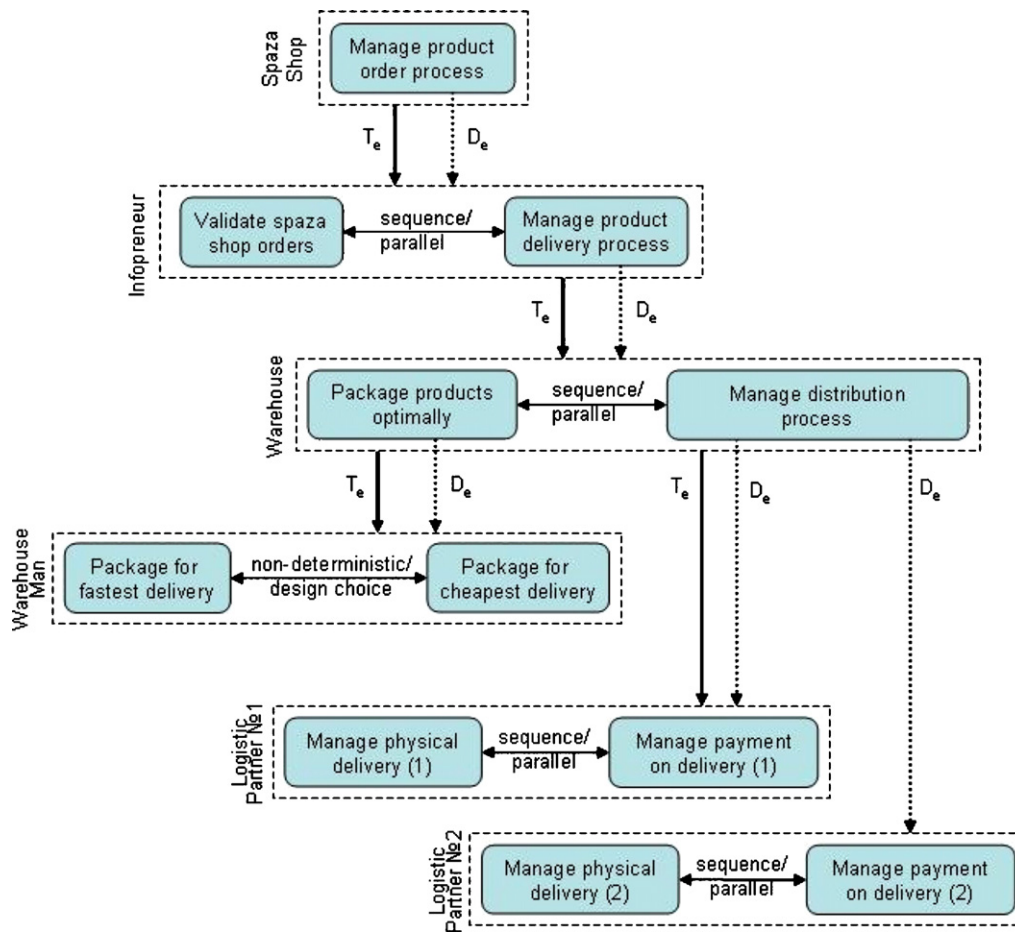 Spaza
Shop
Manage product
order process
Te
De
Infopreneur
Validate spaza
shop orders
sequence/
parallel
Manage product
delivery process
Te
De
Warehouse
Package products
optimally
sequence/
parallel
Manage distribution
process
Te
De
Te
De
De
Warehouse
Man
Package for
fastest delivery
non-deterministic/
design choice
Package for
cheapest delivery
Logistic
Partner №1
Manage physical
delivery (1)
sequence/
parallel
Manage payment
on delivery (1)
Logistic
Partner №2
Manage physical
delivery (2)
sequence/
parallel
Manage payment
on delivery (2)